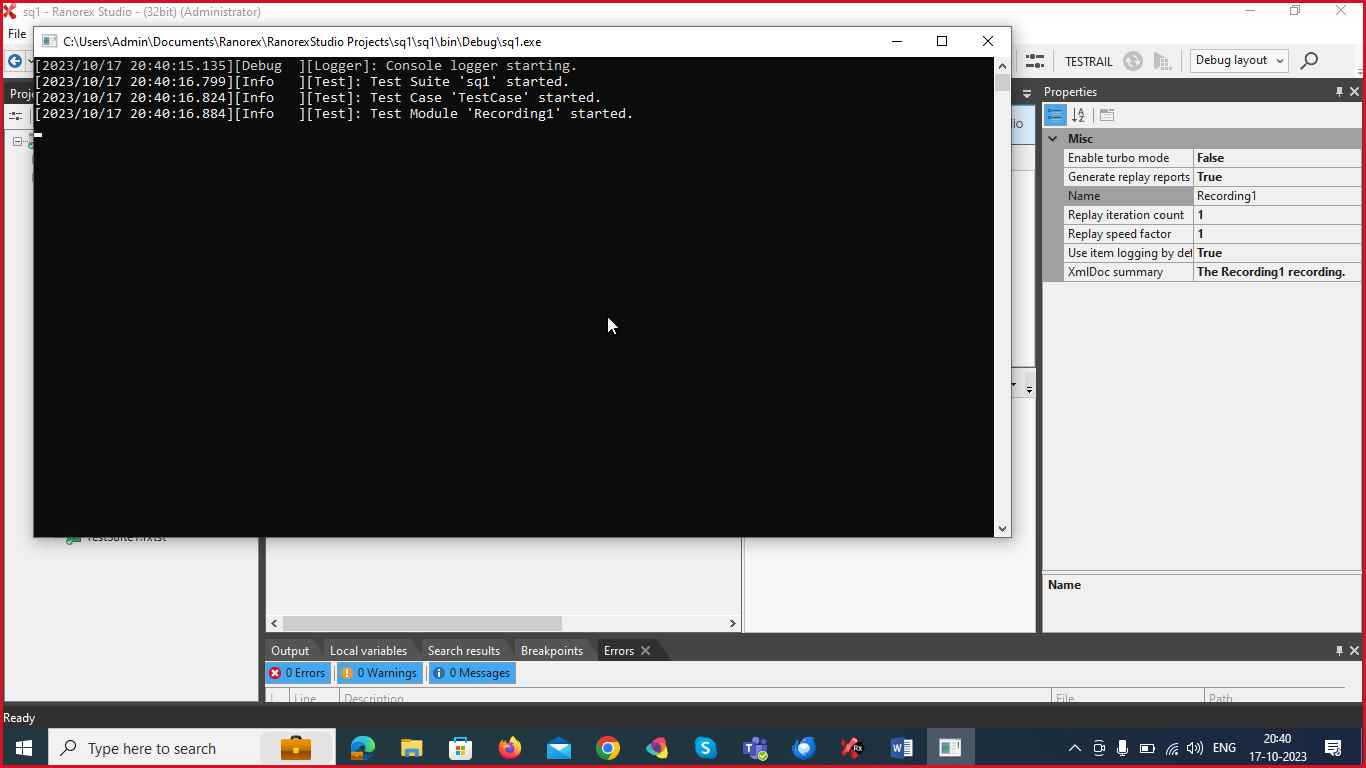 sq1 - Ranorex Studio - (32bit) (Administrator)
File
C:\Users\Admin\Documents\Ranorex\RanorexStudio Projects\sq1\sq1\bin\Debug\sq1.exe
[2023/10/17 20:40:15.135][Debug  ][Logger]: Console logger starting.
[2023/10/17 20:40:16.799][Info   ][Test]: Test Suite 'sq1' started.
[2023/10/17 20:40:16.824][Info   ][Test]: Test Case 'TestCase' started.
[2023/10/17 20:40:16.884][Info   ][Test]: Test Module 'Recording1' started.
TESTRAIL
Debug layout
Proj
dio
Properties
Misc
Enable turbo mode False
Generate replay reports True
Name Recording1
Replay iteration count 1
Replay speed factor 1
Use item logging by def True
XmlDoc summary The Recording1 recording.
TestSuite1.rxtst
Name
Output Local variables Search results Breakpoints Errors
0 Errors 0 Warnings 0 Messages
! Line Description File Path
Ready
Type here to search
ENG
20:40
17-10-2023